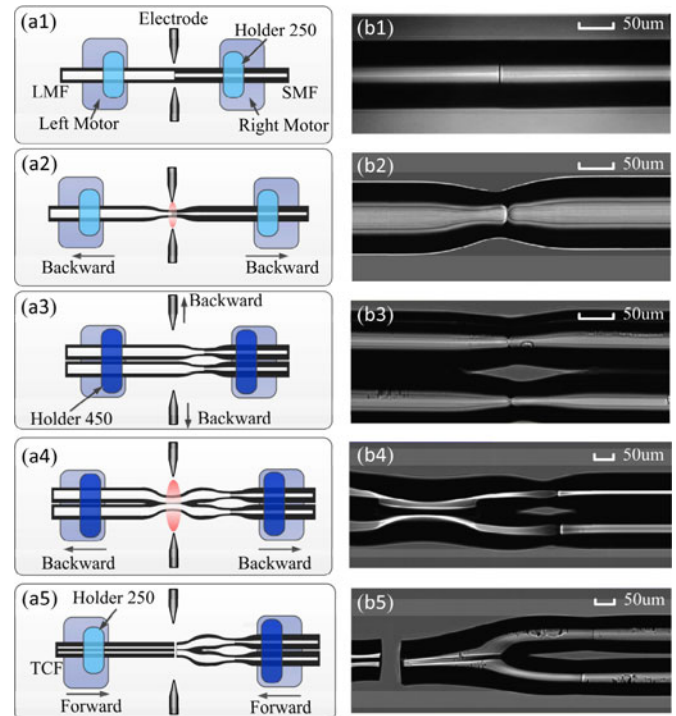 (a1)
Electrode
Holder 250
LMF
SMF
Left Motor
Right Motor
(b1)
50um
(a2)
Backward
Backward
(b2)
50um
(a3)
Backward
Holder 450
Backward
(b3)
50um
(a4)
Backward
Backward
(b4)
50um
(a5)
Holder 250
TCF
Forward
Forward
(b5)
50um